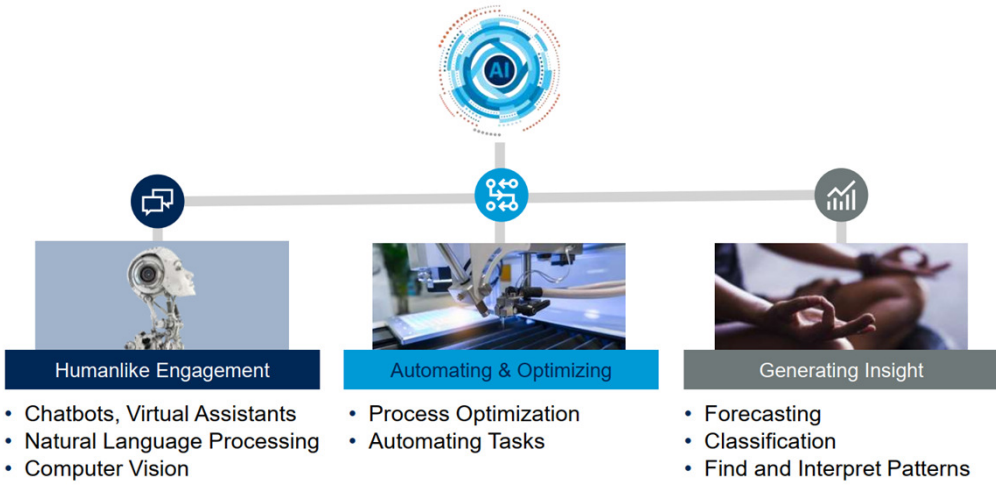 AI
Humanlike Engagement
• Chatbots, Virtual Assistants
• Natural Language Processing
• Computer Vision
Automating & Optimizing
• Process Optimization
• Automating Tasks
Generating Insight
• Forecasting
• Classification
• Find and Interpret Patterns